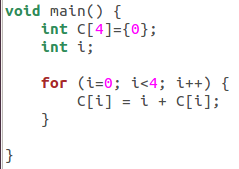 void main() {
    int C[4]={0};
    int i;

    for (i=0; i<4; i++) {
        C[i] = i + C[i];
    }

}